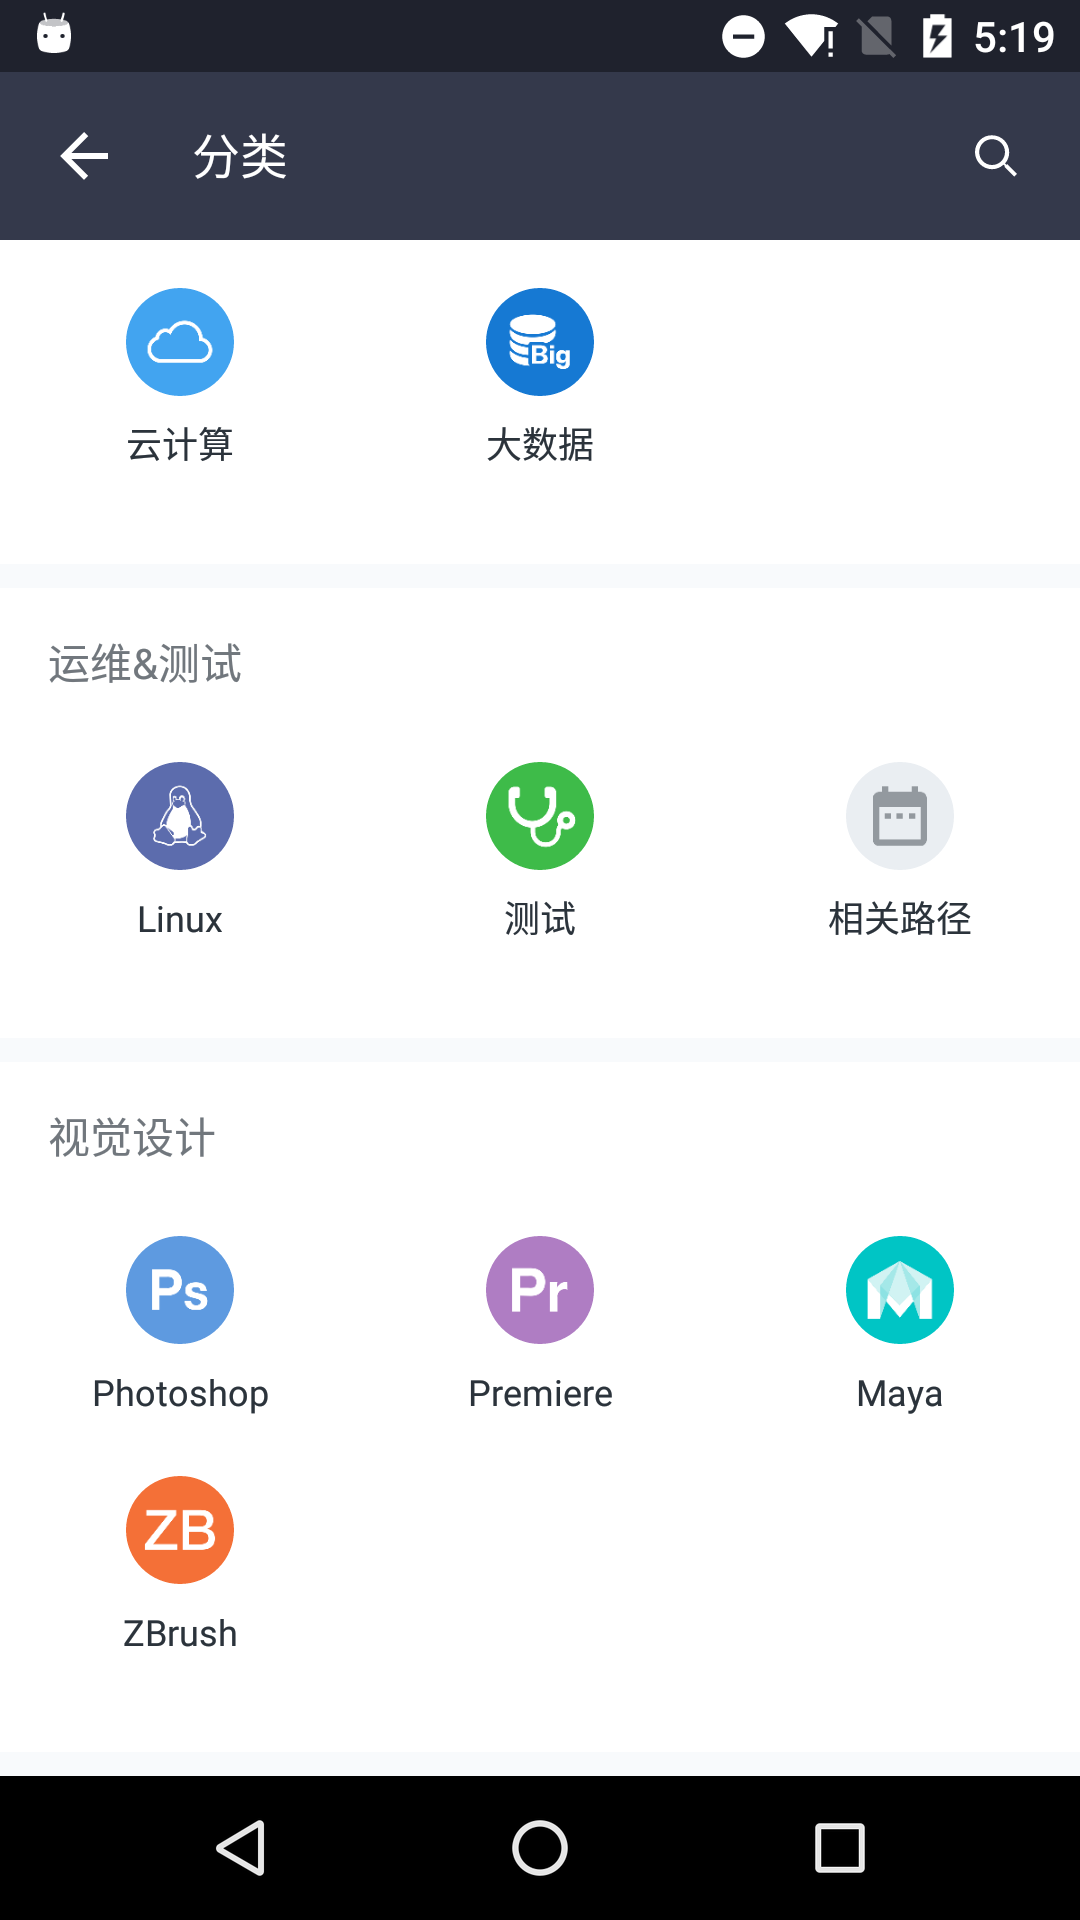 5:19
分类
Big
云计算
大数据
运维&测试
Linux
测试
相关路径
视觉设计
Ps
Pr
Photoshop
Premiere
Maya
ZB
ZBrush